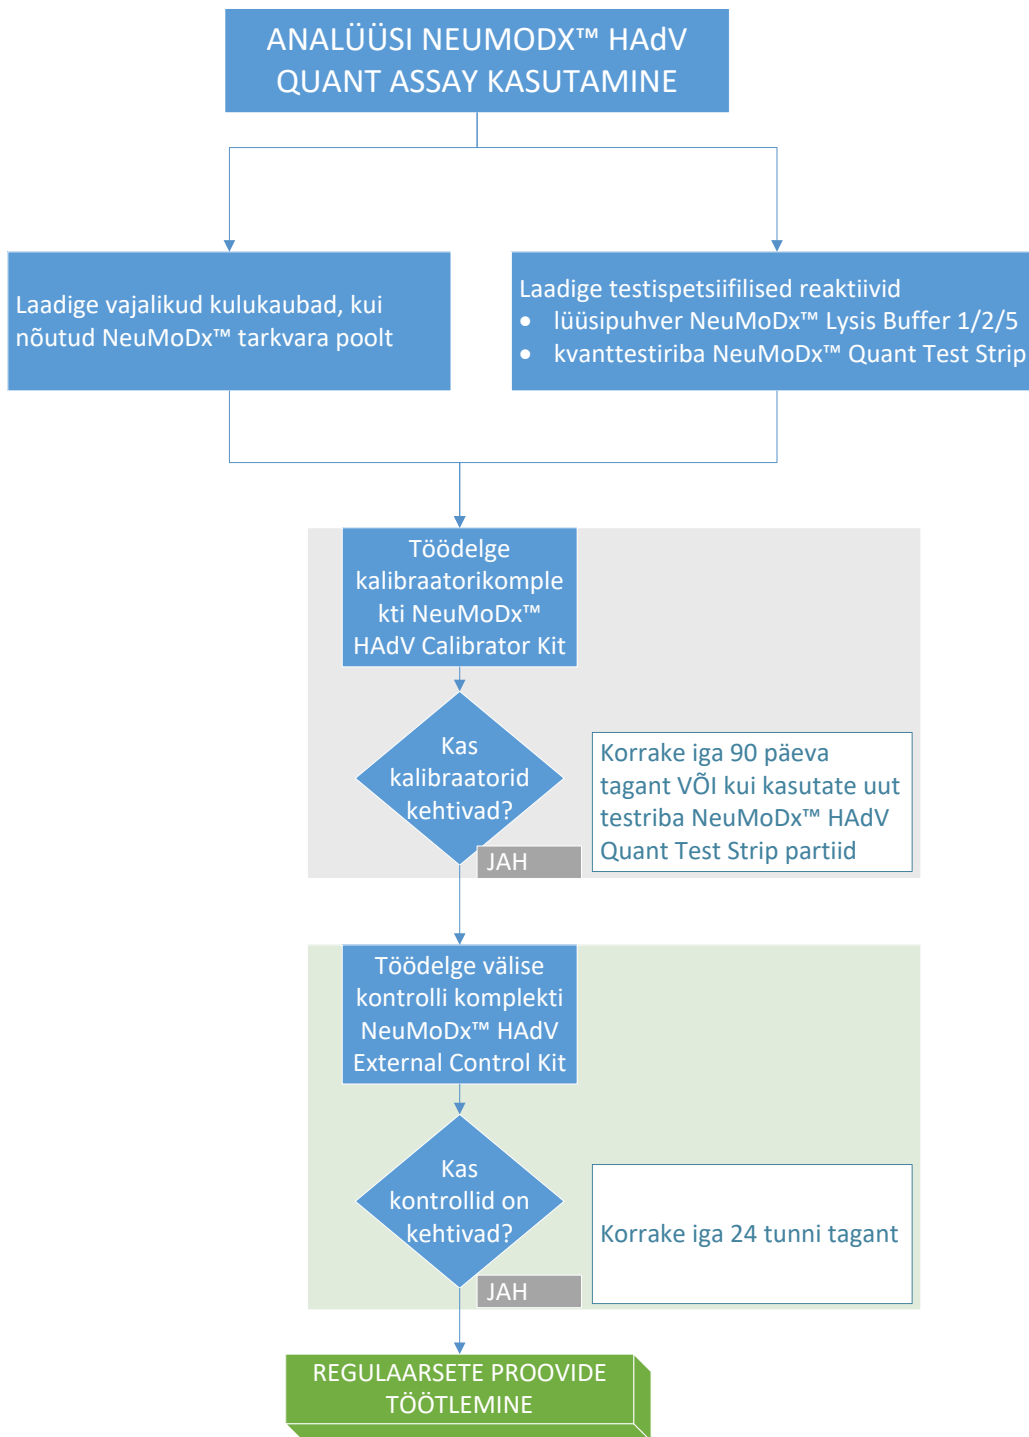 ANALÜÜSI NEUMODX™ HAdV
QUANT ASSAY KASUTAMINE
Laadige vajalikud kulukaubad, kui
nõutud NeuMoDx™ tarkvara poolt
Laadige testispetsiifilised reaktiivid
• lüüsipuhver NeuMoDx™ Lysis Buffer 1/2/5
• kvanttestiriba NeuMoDx™ Quant Test Strip
Töödelge
kalibraatorikomple
kti NeuMoDx™
HAdV Calibrator Kit
Kas
kalibraatorid
kehtivad?
JAH
Korrake iga 90 päeva
tagant VÕI kui kasutate uut
testriba NeuMoDx™ HAdV
Quant Test Strip partiid
Töödelge välise
kontrolli komplekti
NeuMoDx™ HAdV
External Control Kit
Kas
kontrollid on
kehtivad?
JAH
Korrake iga 24 tunni tagant
REGULAARSETE PROOVIDE
TÖÖTLEMINE